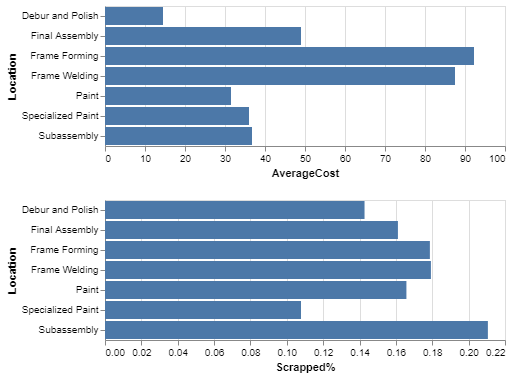 Debur and Polish
Final Assembly
Frame Forming
Frame Welding
Paint
Specialized Paint
Subassembly
Location
0 10 20 30 40 50 60 70 80 90 100
AverageCost
Debur and Polish
Final Assembly
Frame Forming
Frame Welding
Paint
Specialized Paint
Subassembly
Location
0.00 0.02 0.04 0.06 0.08 0.10 0.12 0.14 0.16 0.18 0.20 0.22
Scrapped%